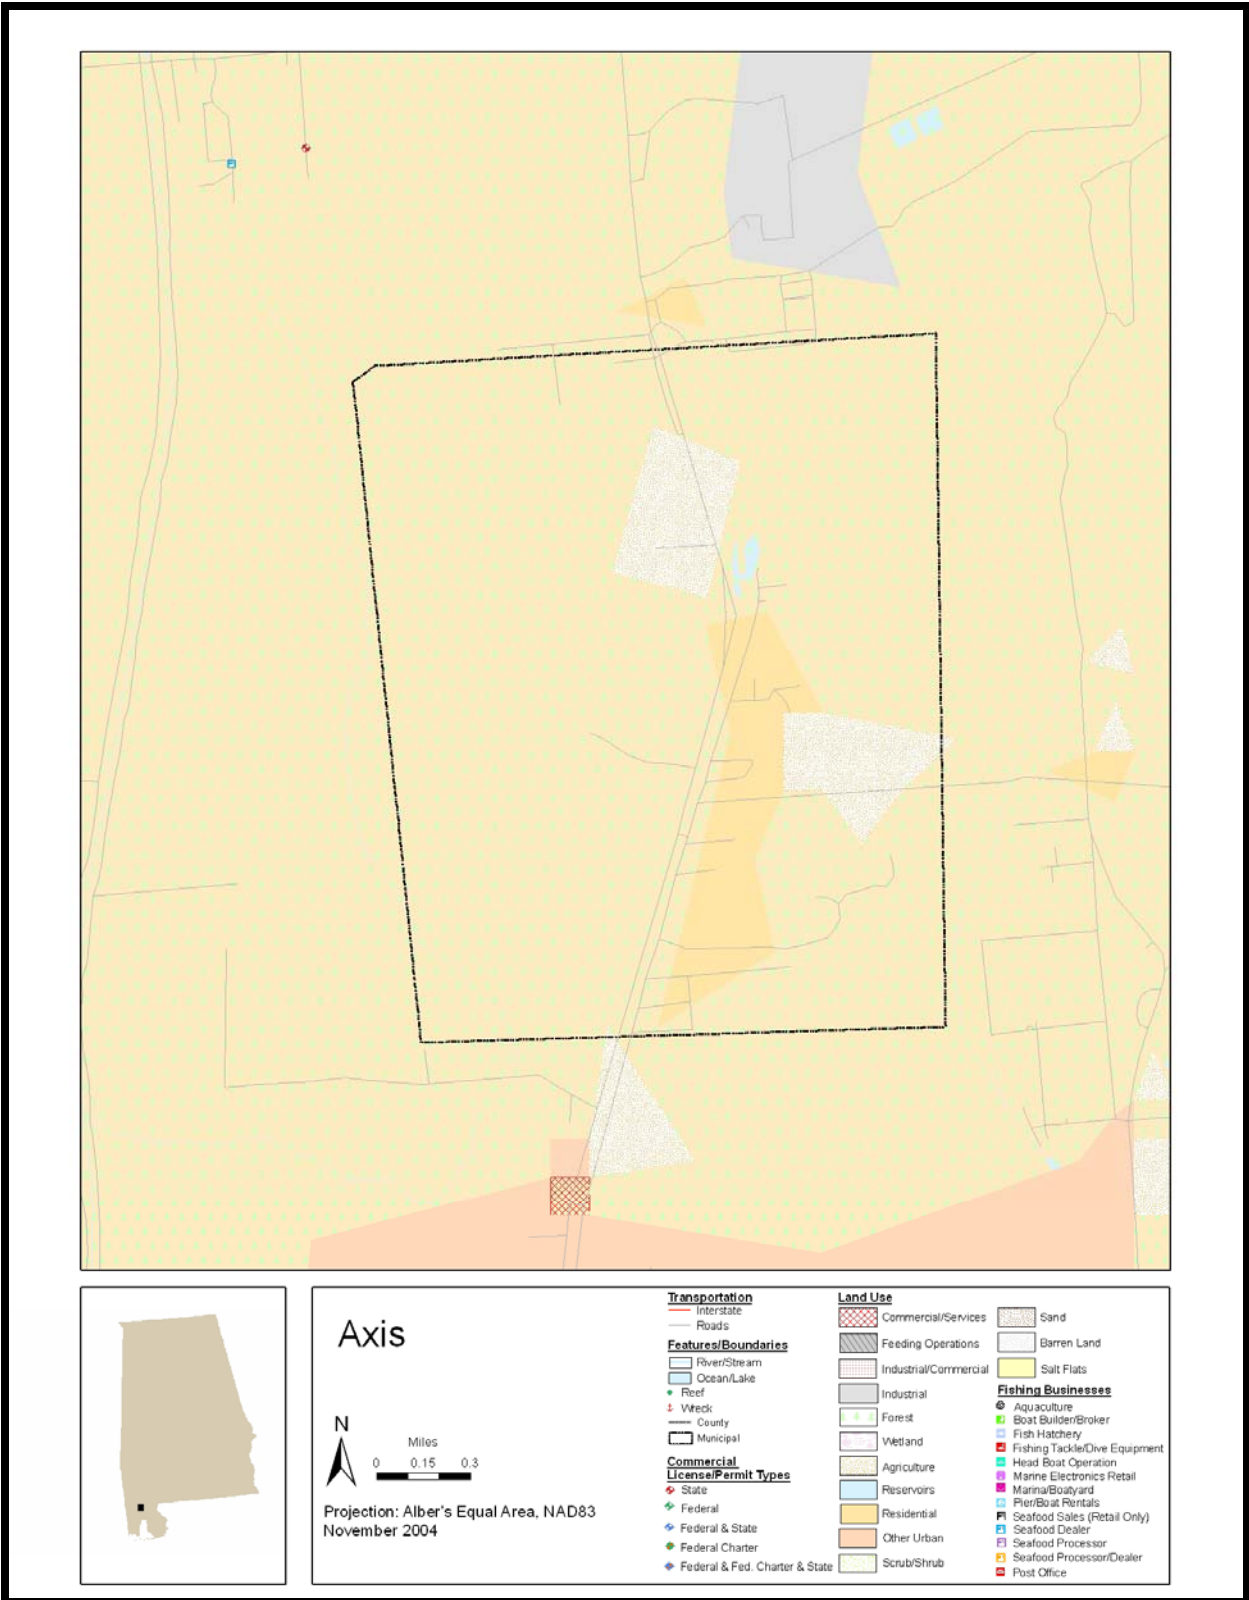 Axis
N
Miles
0 0.15 0.3
Projection: Alber's Equal Area, NAD83
November 2004
Transportation
Interstate
Roads
Features/Boundaries
River/Stream
Ocean/Lake
Reef
Wreck
County
Municipal
Commercial
License/Permit Types
State
Federal
Federal & State
Federal Charter
Federal & Fed. Charter & State
Land Use
Commercial/Services
Feeding Operations
Industrial/Commercial
Industrial
Forest
Wetland
Agriculture
Reservoirs
Residential
Other Urban
Scrub/Shrub
Sand
Barren Land
Salt Flats
Fishing Businesses
Aquaculture
Boat Builder/Broker
Fish Hatchery
Fishing Tackle/Dive Equipment
Head Boat Operation
Marine Electronics Retail
Marina/Boatyard
Pier/Boat Rentals
Seafood Sales (Retail Only)
Seafood Dealer
Seafood Processor
Seafood Processor/Dealer
Post Office